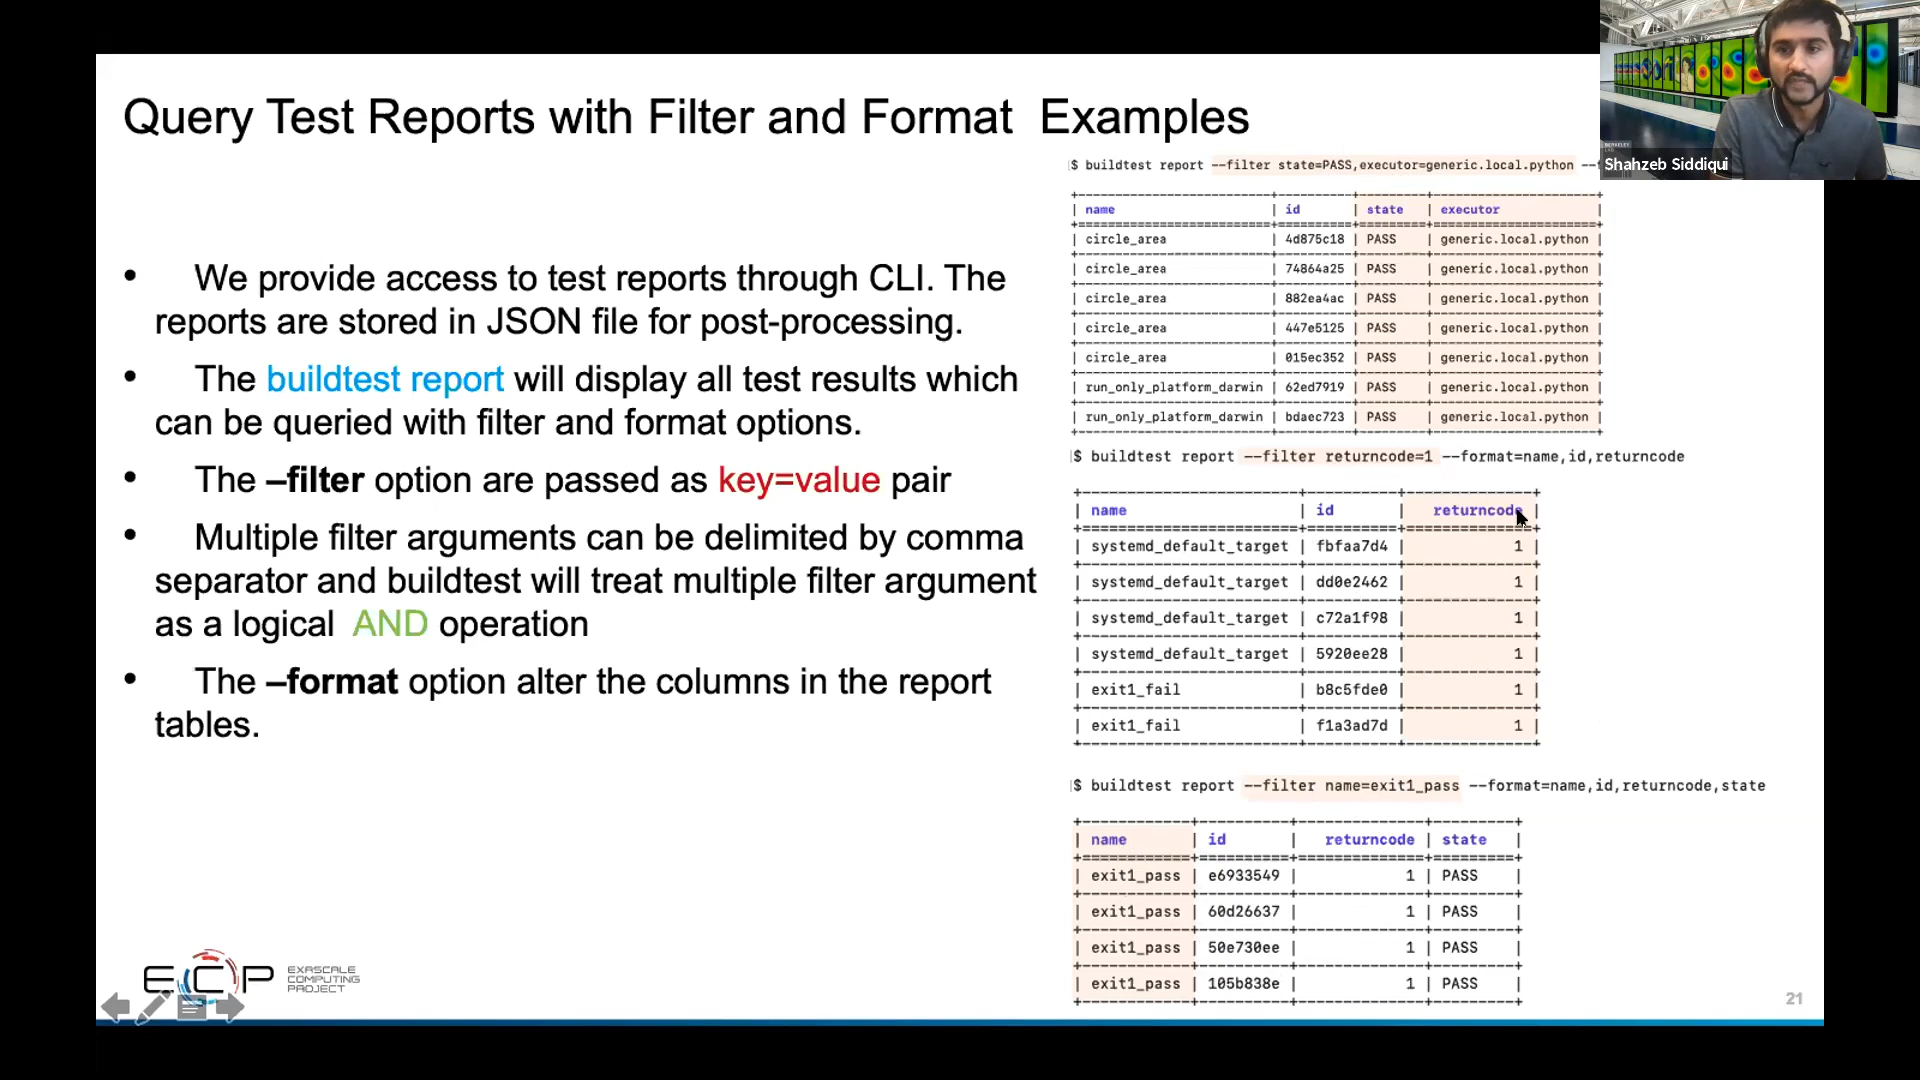 Query Test Reports with Filter and Format  Examples
• We provide access to test reports through CLI. The
reports are stored in JSON file for post-processing.
• The buildtest report will display all test results which
can be queried with filter and format options.
• The –filter option are passed as key=value pair
• Multiple filter arguments can be delimited by comma
separator and buildtest will treat multiple filter argument
as a logical AND operation
• The –format option alter the columns in the report
tables.
$ buildtest report --filter state=PASS,executor=generic.local.python
| name | id | state | executor |
| circle_area | 4d875c18 | PASS | generic.local.python |
| circle_area | 74864a25 | PASS | generic.local.python |
| circle_area | 882ea4ac | PASS | generic.local.python |
| circle_area | 447e5125 | PASS | generic.local.python |
| circle_area | 015ec352 | PASS | generic.local.python |
| run_only_platform_darwin | 62ed7919 | PASS | generic.local.python |
| run_only_platform_darwin | bdaec723 | PASS | generic.local.python |
$ buildtest report --filter returncode=1 --format=name,id,returncode
| name | id | returncode |
| systemd_default_target | fbfaa7d4 | 1 |
| systemd_default_target | dd0e2462 | 1 |
| systemd_default_target | c72a1f98 | 1 |
| systemd_default_target | 5920ee28 | 1 |
| exit1_fail | b8c5fde0 | 1 |
| exit1_fail | f1a3ad7d | 1 |
$ buildtest report --filter name=exit1_pass --format=name,id,returncode,state
| name | id | returncode | state |
| exit1_pass | e6933549 | 1 | PASS |
| exit1_pass | 60d26637 | 1 | PASS |
| exit1_pass | 50e730ee | 1 | PASS |
| exit1_pass | 105b838e | 1 | PASS |
ECP
EXASCALE
COMPUTING
PROJECT
21
Shahzeb Siddiqui